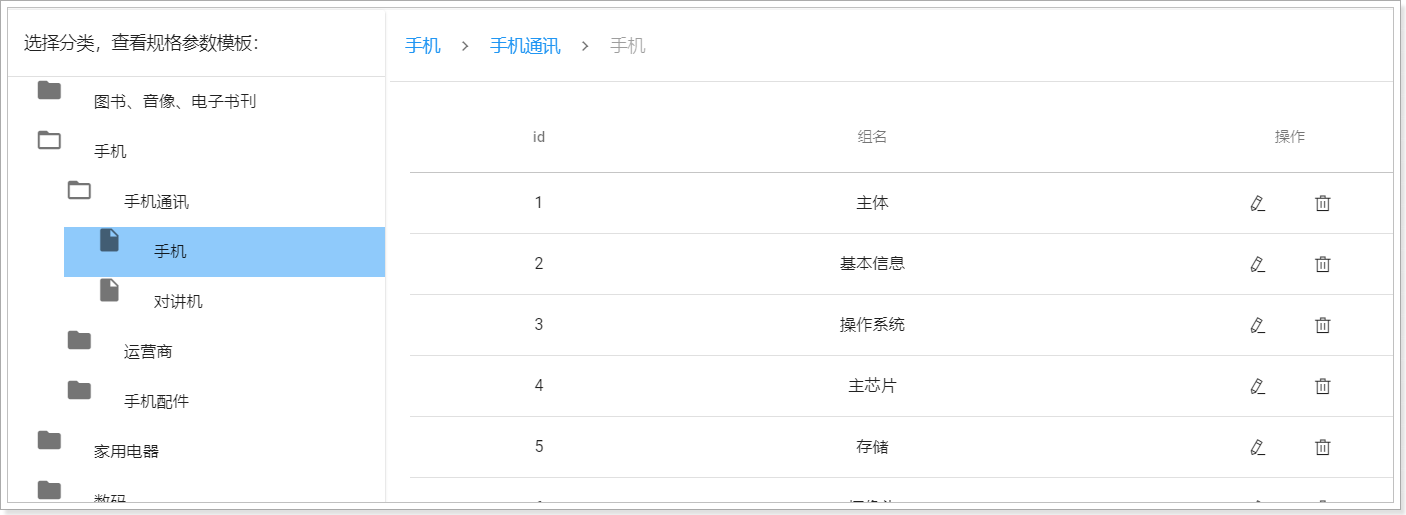 选择分类，查看规格参数模板：
图书、音像、电子书刊
手机
手机通讯
手机
对讲机
运营商
手机配件
家用电器
数码
手机 > 手机通讯 > 手机
id 组名 操作
1 主体
2 基本信息
3 操作系统
4 主芯片
5 存储